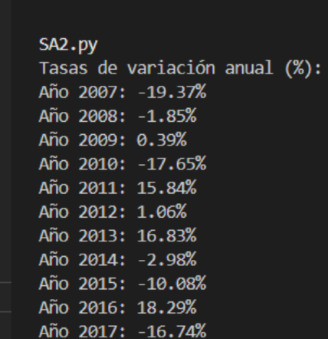 SA2.py
Tasas de variación anual (%):
Año 2007: -19.37%
Año 2008: -1.85%
Año 2009: 0.39%
Año 2010: -17.65%
Año 2011: 15.84%
Año 2012: 1.06%
Año 2013: 16.83%
Año 2014: -2.98%
Año 2015: -10.08%
Año 2016: 18.29%
Año 2017: -16.74%